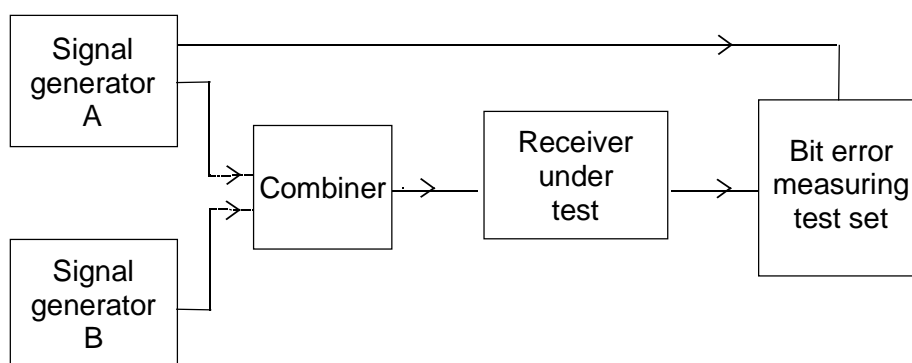 Signal
generator
A
Combiner
Receiver
under
test
Bit error
measuring
test set
Signal
generator
B